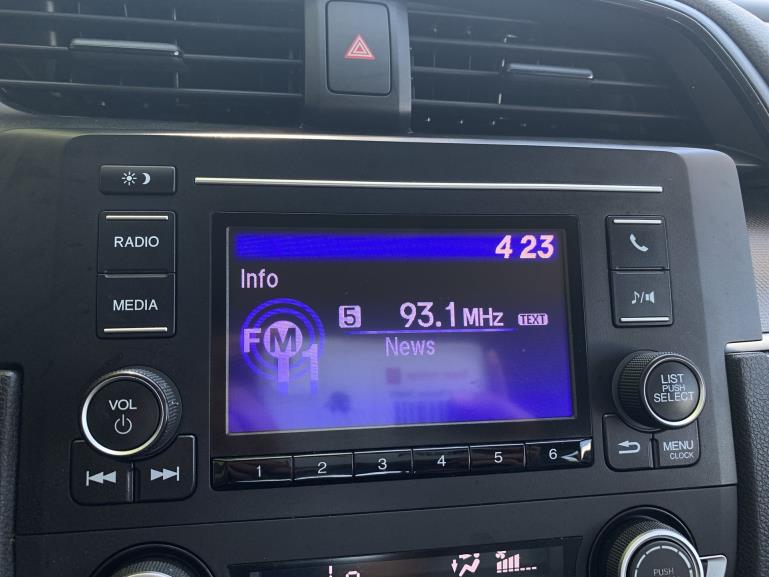 RADIO
MEDIA
4 23
Info
5 93.1 MHz TEXT
FM 1
News
VOL
LIST
PUSH
SELECT
MENU
CLOCK
1 2 3 4 5 6
PUSH